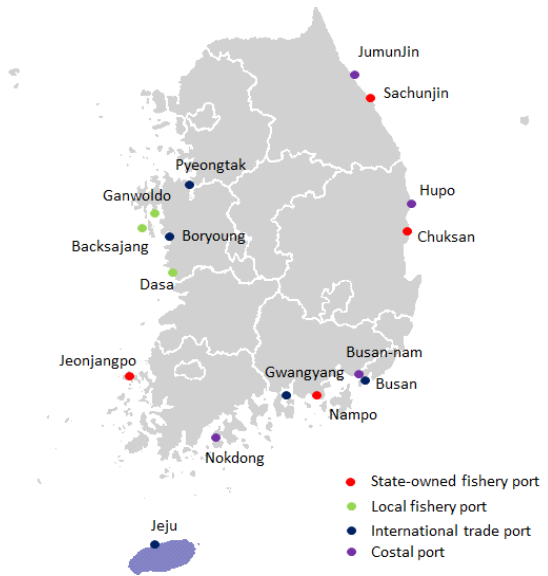 JumunJin
Sachunjin
Pyeongtak
Ganwoldo
Hupo
Backsajang
Boryoung
Chuksan
Dasa
Busan-nam
Jeonjangpo
Gwangyang
Busan
Nampo
Nokdong
State-owned fishery port
Local fishery port
Jeju
International trade port
Costal port